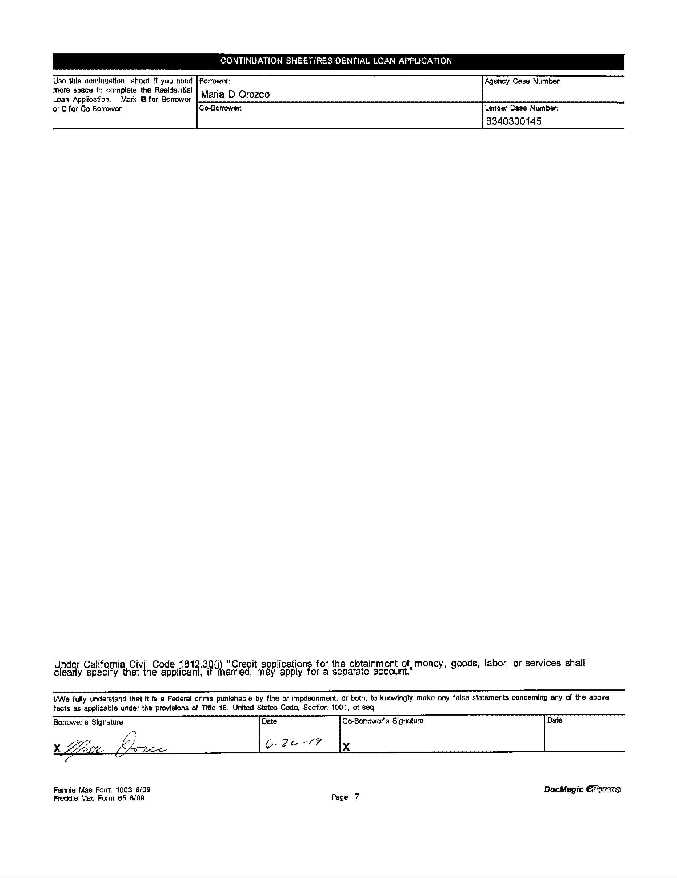 CONTINUATION SHEET/RESIDENTIAL LOAN APPLICATION
Use this continuation sheet if you need
more space to complete the Residential
Loan Application. Mark B for Borrower
or C for Co-Borrower.
Borrower:
Maria D Orozco
Agency Case Number:
Co-Borrower:
Lender Case Number:
8340300145
Under California Civil Code 1812.30(j) "Credit applications for the obtainment of money, goods, labor, or services shall
clearly specify that the applicant, if married, may apply for a separate account."
I/We fully understand that it is a Federal crime punishable by fine or imprisonment, or both, to knowingly make any false statements concerning any of the above
facts as applicable under the provisions of Title 18, United States Code, Section 1001, et seq.
Borrower's Signature
Date
Co-Borrower's Signature
Date
X
X
Fannie Mae Form 1003 6/09
Freddie Mac Form 65 6/09
Page 7
DocMagic eForms